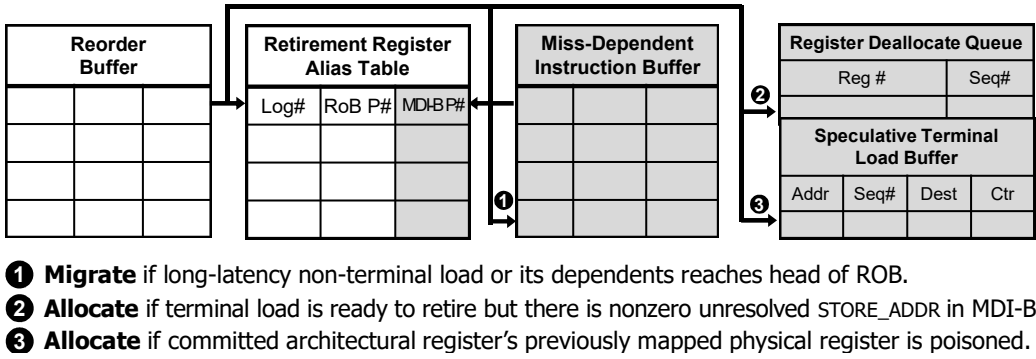 Reorder
Buffer
Retirement Register
Alias Table
Log# RoB P# MDI-B P#
Miss-Dependent
Instruction Buffer
Register Deallocate Queue
Reg # Seq#
Speculative Terminal
Load Buffer
Addr Seq# Dest Ctr
1
2
3
1 Migrate if long-latency non-terminal load or its dependents reaches head of ROB.
2 Allocate if terminal load is ready to retire but there is nonzero unresolved STORE_ADDR in MDI-B
3 Allocate if committed architectural register's previously mapped physical register is poisoned.